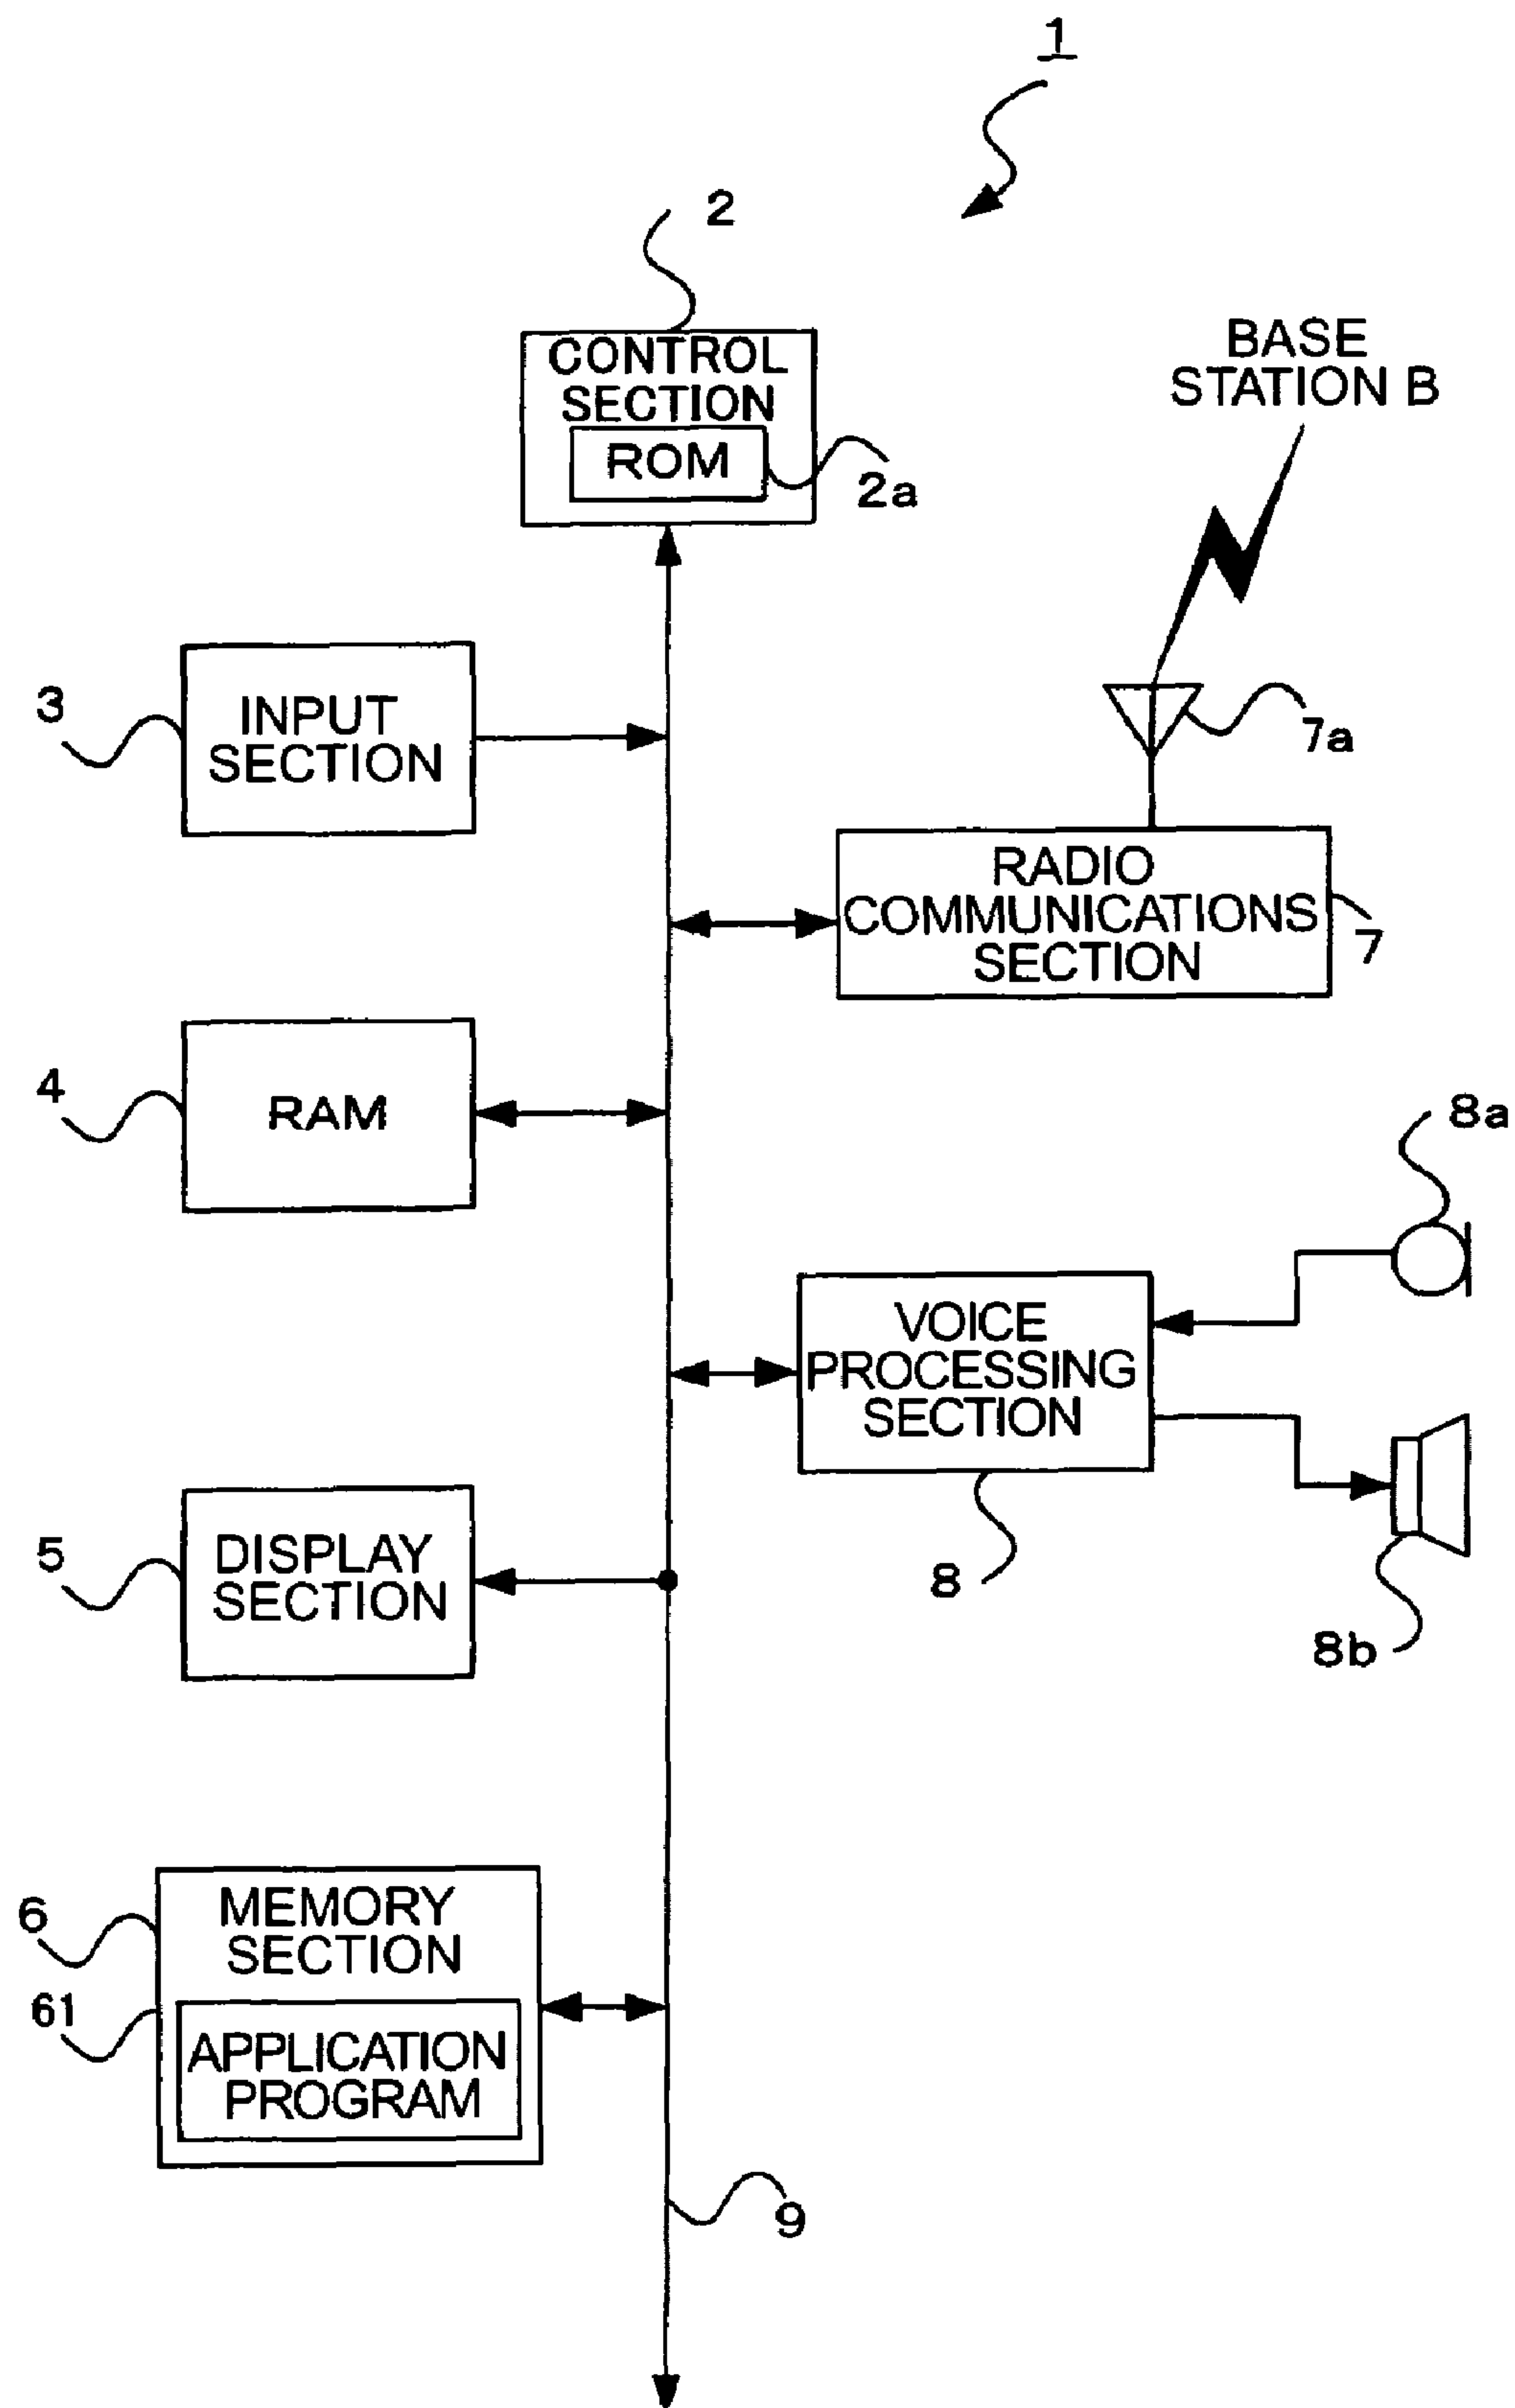 1
2
CONTROL
SECTION
ROM
2a
BASE
STATION B
3
INPUT
SECTION
7a
RADIO
COMMUNICATIONS
SECTION
7
4
RAM
8a
VOICE
PROCESSING
SECTION
8
8b
5
DISPLAY
SECTION
6
MEMORY
SECTION
61
APPLICATION
PROGRAM
9